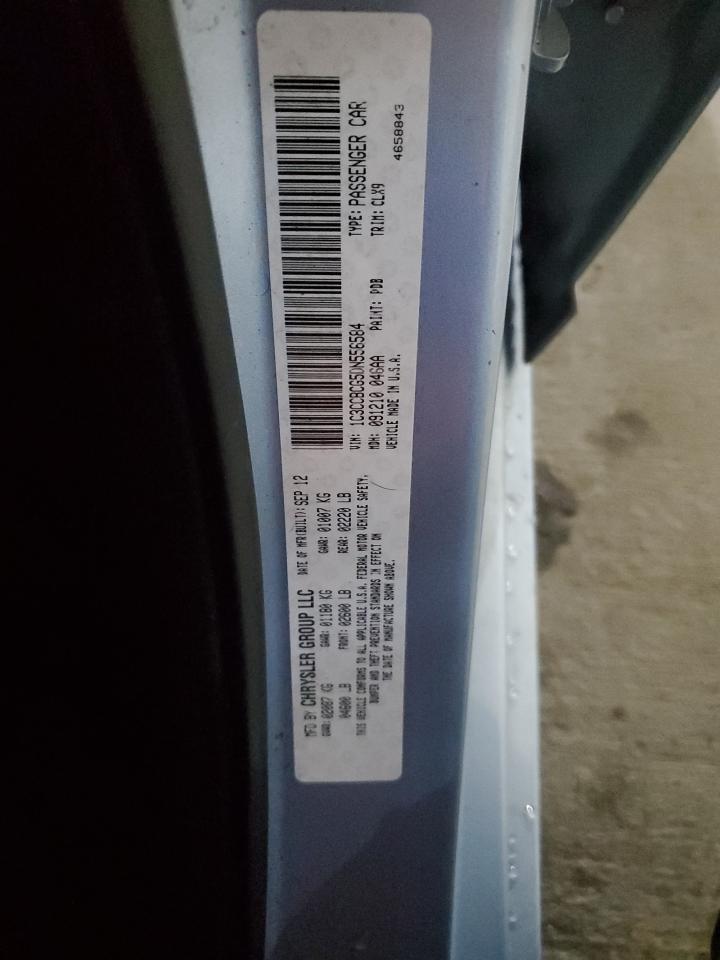 MFD BY CHRYSLER GROUP LLC DATE OF MFR(BUILT): SEP 12
GVWR: 02087 KG GAWR: 01180 KG GAWR: 01007 KG
04600 LB FRONT: 02600 LB REAR: 02220 LB
THIS VEHICLE CONFORMS TO ALL APPLICABLE U.S.A. FEDERAL MOTOR VEHICLE SAFETY,
BUMPER AND THEFT PREVENTION STANDARDS IN EFFECT ON
THE DATE OF MANUFACTURE SHOWN ABOVE.
VIN: 1C3CCBCG5DN556584 TYPE: PASSENGER CAR
MDH: 091210 04GAA PAINT: PDB TRIM: CLX9
VEHICLE MADE IN U.S.A. 4658843